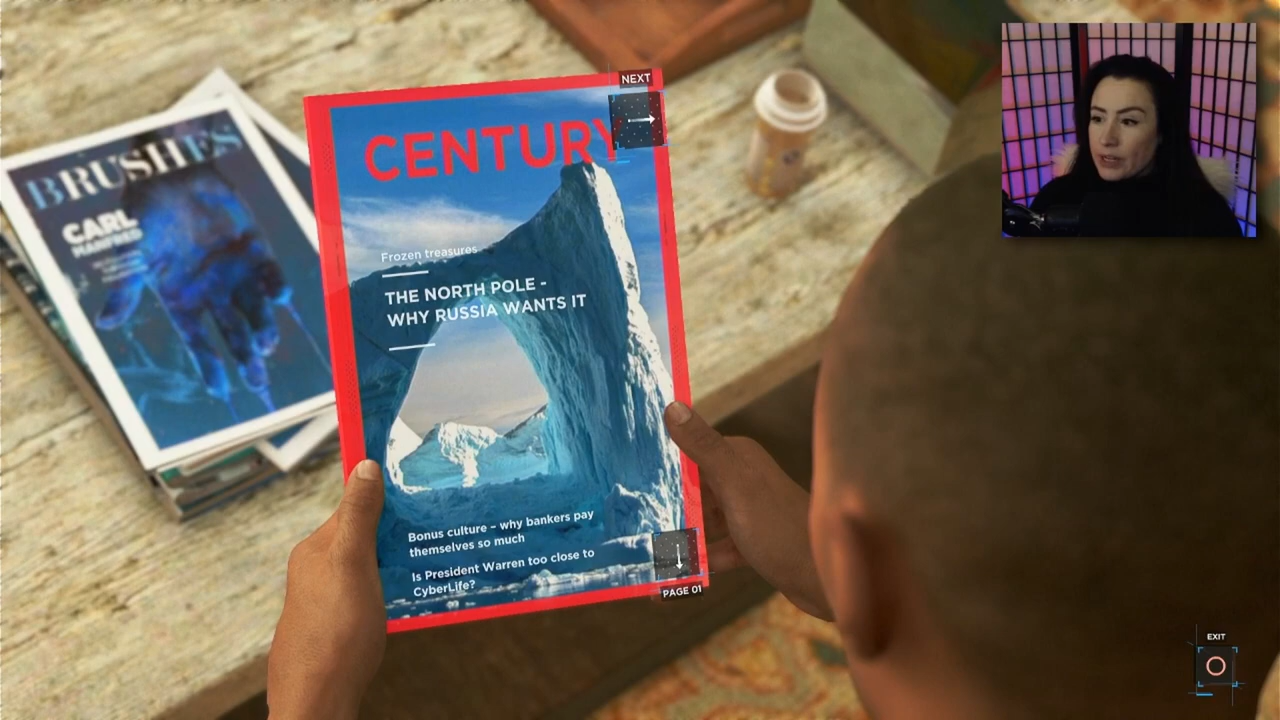 NEXT
CENTURY
BRUSHES
CARL
MANFRED
Frozen treasures
THE NORTH POLE -
WHY RUSSIA WANTS IT
Bonus culture – why bankers pay
themselves so much
Is President Warren too close to
CyberLife?
PAGE 01
EXIT